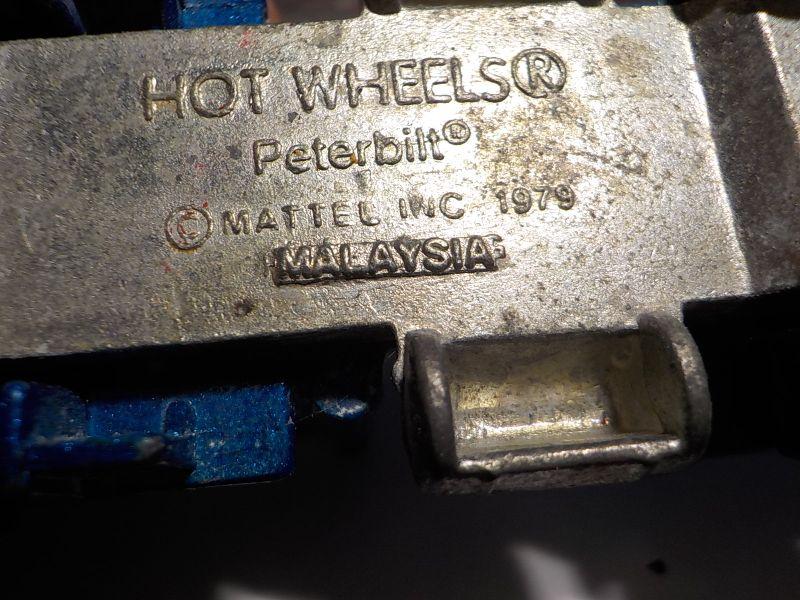 HOT WHEELS®
Peterbilt®
© MATTEL INC 1979
MALAYSIA